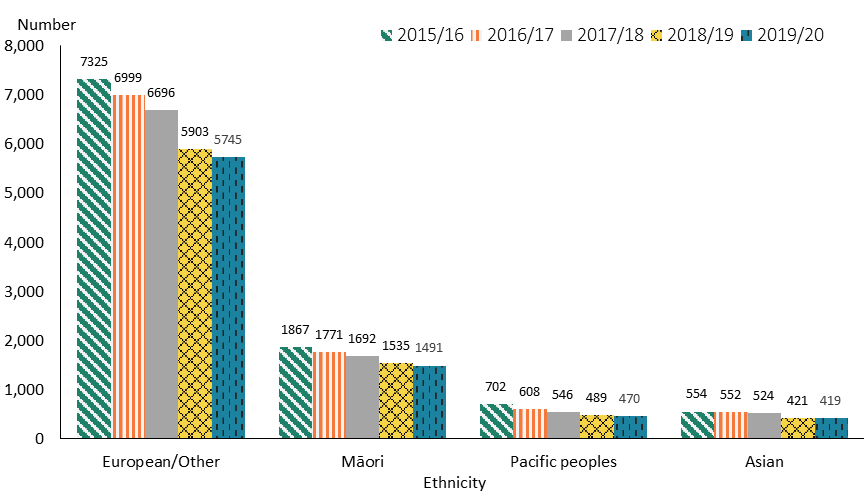 Number
2015/16 2016/17 2017/18 2018/19 2019/20
8,000
7,000
6,000
5,000
4,000
3,000
2,000
1,000
0
7325 6999 6696 5903 5745
1867 1771 1692 1535 1491
702 608 546 489 470
554 552 524 421 419
European/Other Māori Pacific peoples Asian
Ethnicity